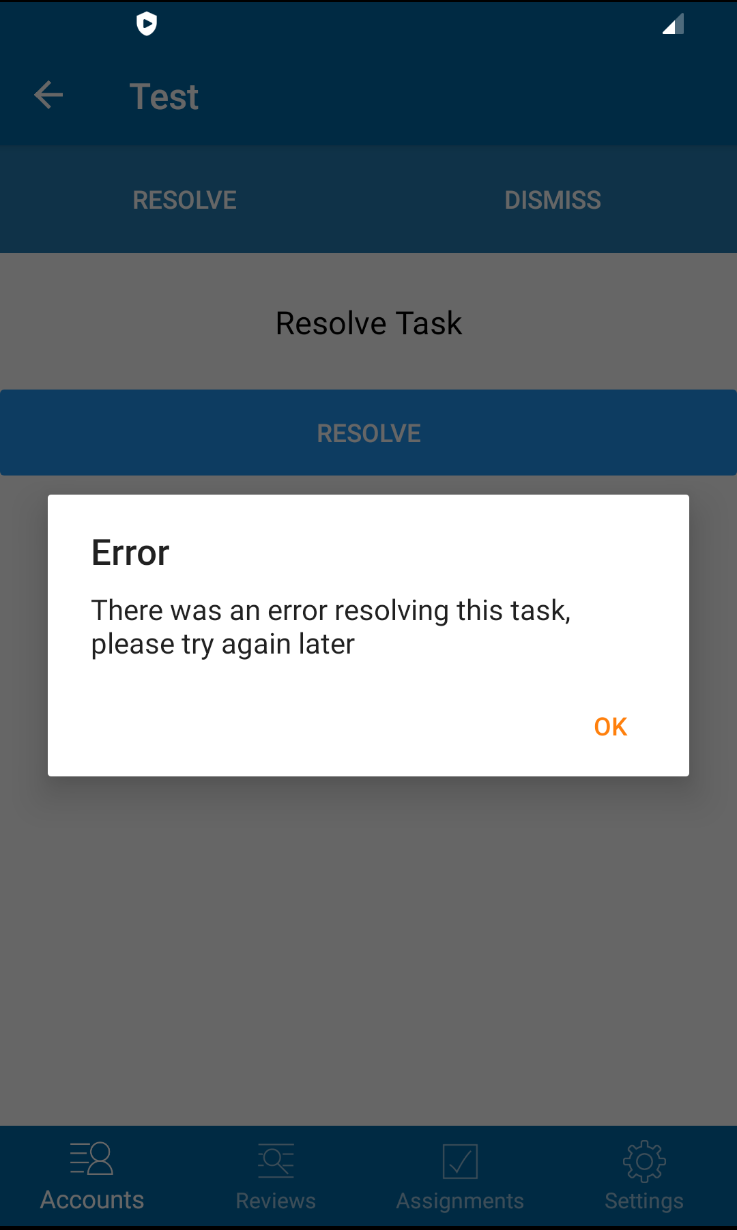 Test
RESOLVE
DISMISS
Resolve Task
RESOLVE
Error
There was an error resolving this task,
please try again later
OK
Accounts
Reviews
Assignments
Settings